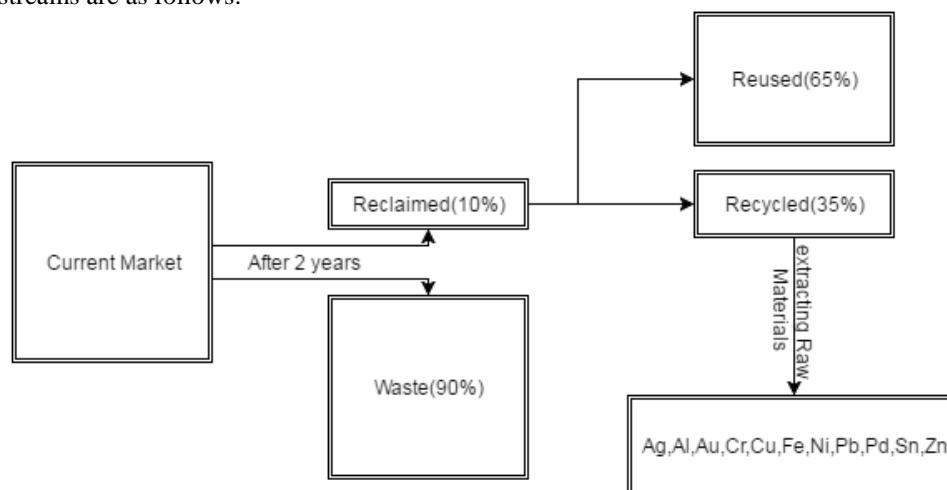 streams are as follows:
Reused(65%)
Reclaimed(10%)
Recycled(35%)
Current Market
After 2 years
extracting Raw
Materials
Waste(90%)
Ag,Al,Au,Cr,Cu,Fe,Ni,Pb,Pd,Sn,Zn